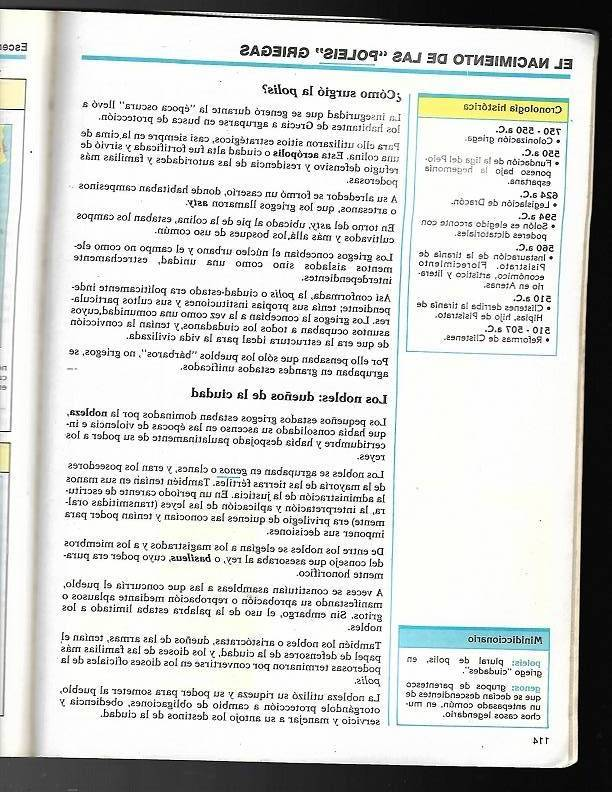 EL NACIMIENTO DE LAS “POLEIS” GRIEGAS
Cronología histórica
750 - 550 a.C.
• Colonización griega.
550 a.C.
• Fundación de la liga del Pelo-
poneso bajo la hegemonía
espartana.
624 a.C.
• Legislación de Dracón.
594 a.C.
• Solón es elegido arconte con
poderes dictatoriales.
560 a.C.
• Instauración de la tiranía de
Pisístrato. Florecimiento
económico, artístico y litera-
rio en Atenas.
510 a.C.
• Clístenes derriba la tiranía de
Hipias, hijo de Pisístrato.
510 - 507 a.C.
• Reformas de Clístenes.
Minidiccionario
poleis: plural de polis, en
griego “ciudades”.
genos: grupos de parentesco
que se decían descendientes de
un antepasado común, en mu-
chos casos legendario.
114
¿Cómo surgió la polis?
La inseguridad que se generó durante la “época oscura” llevó a
los habitantes de Grecia a agruparse en busca de protección.
Para ello utilizaron sitios estratégicos, casi siempre en la cima de
una colina. Esta acrópolis o ciudad alta fue fortificada y sirvió de
refugio defensivo y residencia de las autoridades y familias más
poderosas.
A su alrededor se formó un caserío, donde habitaban campesinos
o artesanos, que los griegos llamaron asty.
En torno del asty, ubicado al pie de la colina, estaban los campos
cultivados y más allá, los bosques de uso común.
Los griegos concebían el núcleo urbano y el campo no como ele-
mentos aislados sino como una unidad, estrechamente
interdependientes.
Así conformada, la polis o ciudad-estado era políticamente inde-
pendiente; tenía sus propias instituciones y sus cultos particula-
res. Los griegos la concebían a la vez como una comunidad, cuyos
asuntos ocupaban a todos los ciudadanos, y tenían la convicción
de que era la estructura ideal para la vida civilizada.
Por ello pensaban que sólo los pueblos “bárbaros”, no griegos, se
agrupaban en grandes estados unificados.
Los nobles: dueños de la ciudad
Los pequeños estados griegos estaban dominados por la nobleza,
que había consolidado su ascenso en las épocas de violencia e in-
certidumbre y había despojado paulatinamente de su poder a los
reyes.
Los nobles se agrupaban en genos o clanes, y eran los poseedores
de la mayoría de las tierras fértiles. También tenían en sus manos
la administración de la justicia. En un período carente de escritu-
ra, la interpretación y aplicación de las leyes (transmitidas oral-
mente) era privilegio de quienes las conocían y tenían poder para
imponer sus decisiones.
De entre los nobles se elegían a los magistrados y a los miembros
del consejo que asesoraba al rey, o basileus, cuyo poder era pura-
mente honorífico.
A veces se constituían asambleas a las que concurría el pueblo,
manifestando su aprobación o reprobación mediante aplausos o
gritos. Sin embargo, el uso de la palabra estaba limitado a los
nobles.
También los nobles o aristócratas, dueños de las armas, tenían el
papel de defensores de la ciudad, y los dioses de las familias más
poderosas terminaron por convertirse en los dioses oficiales de la
polis.
La nobleza utilizó su riqueza y su poder para someter al pueblo,
otorgándole protección a cambio de obligaciones, obediencia y
servicio y manejar a su antojo los destinos de la ciudad.